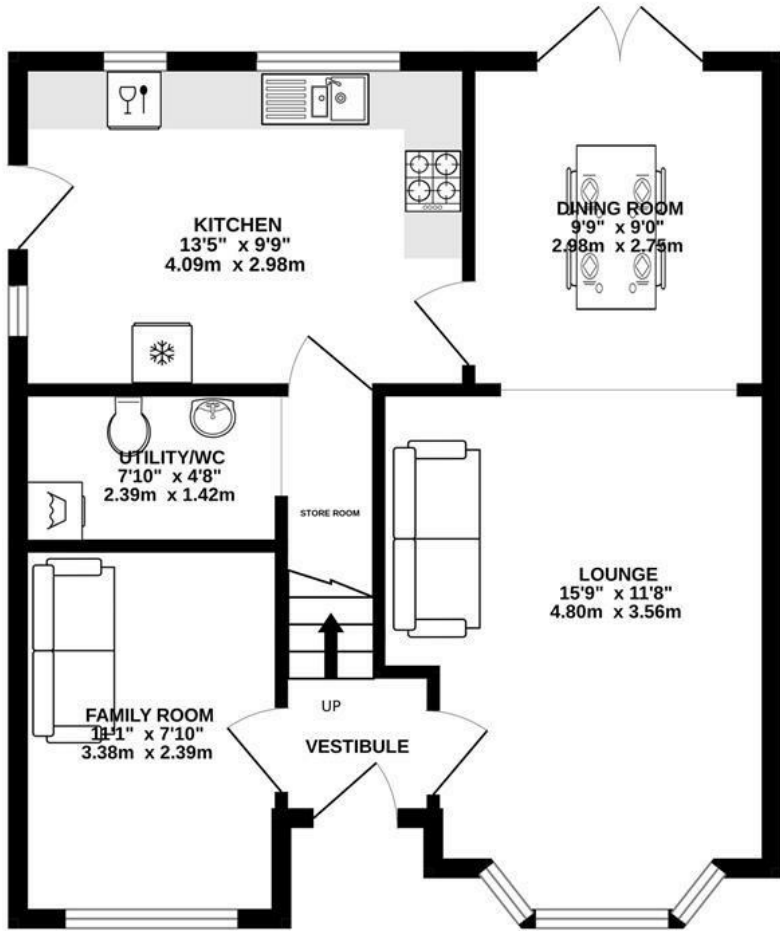 KITCHEN
13'5" x 9'9"
4.09m x 2.98m
DINING ROOM
9'9" x 9'0"
2.98m x 2.75m
UTILITY/WC
7'10" x 4'8"
2.39m x 1.42m
STORE ROOM
LOUNGE
15'9" x 11'8"
4.80m x 3.56m
FAMILY ROOM
11'1" x 7'10"
3.38m x 2.39m
UP
VESTIBULE